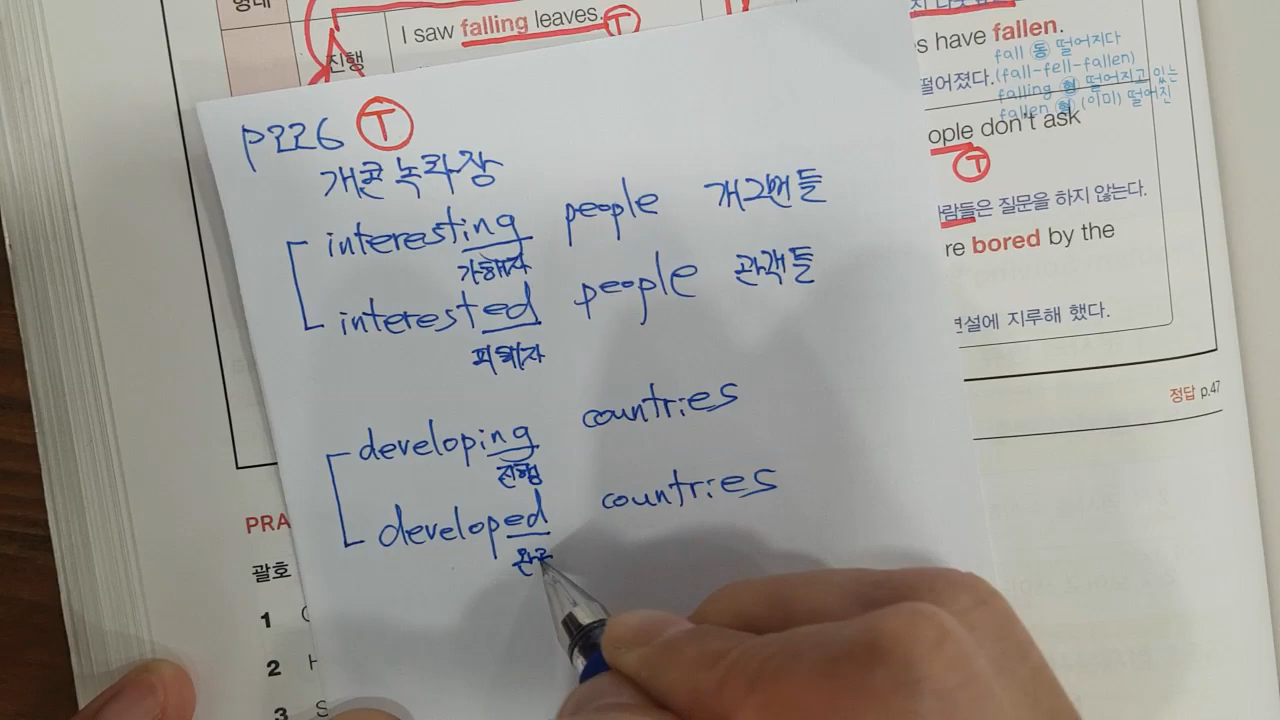 형태
진행
I saw falling leaves. T
s have fallen.
fall 동 떨어지다
(fall-fell-fallen)
떨어졌다.
falling 형 떨어지고 있는
fallen 형 (이미) 떨어진
ople don't ask
T
사람들은 질문을 하지 않는다.
re bored by the
연설에 지루해 했다.
정답 p.47
p226 T
개콘 녹화장
interesting people 개그맨들
가해자
interested people 관객들
피해자
developing countries
진행
developed countries
완료
PRA
괄호
1
2 H
3 S